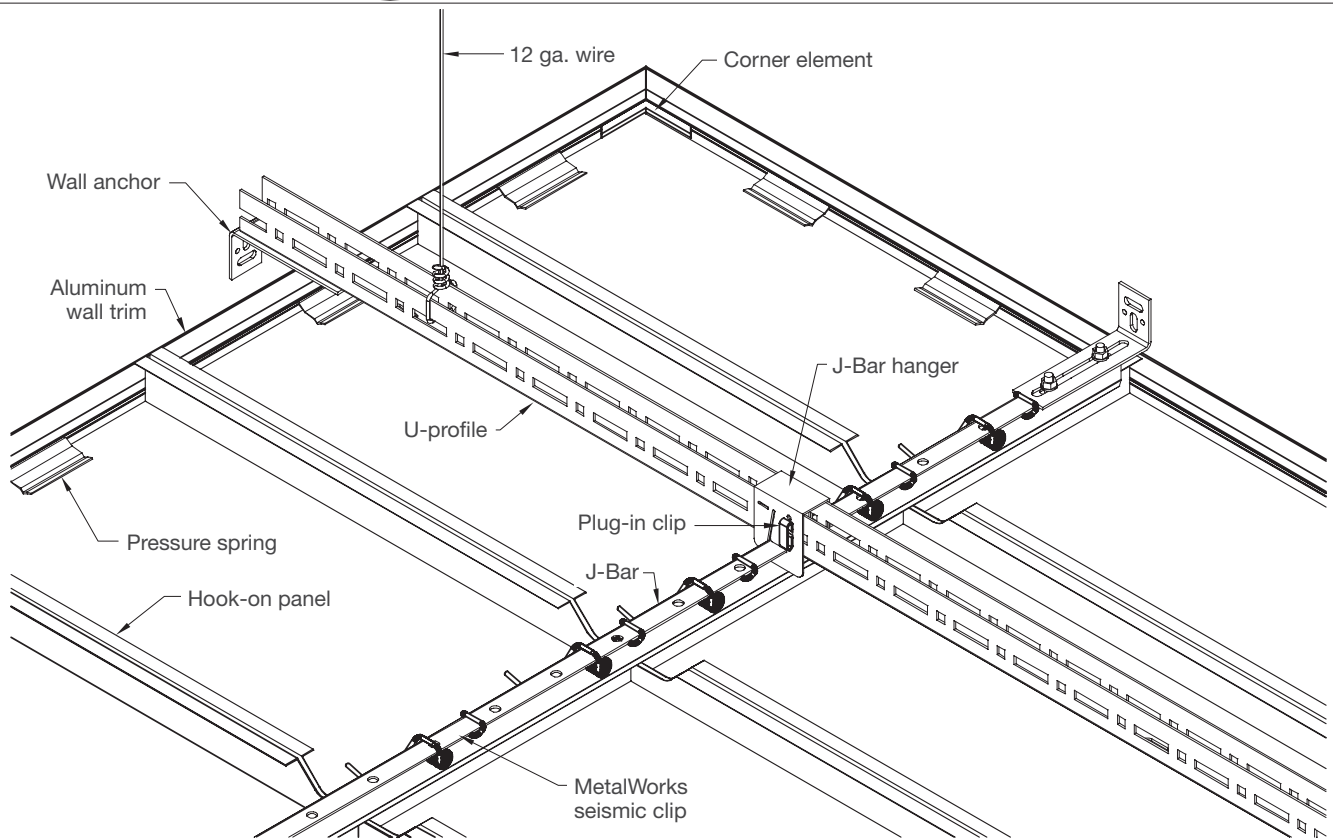 12 ga. wire
Corner element
Wall anchor
Aluminum
wall trim
J-Bar hanger
U-profile
Plug-in clip
Pressure spring
J-Bar
Hook-on panel
MetalWorks
seismic clip